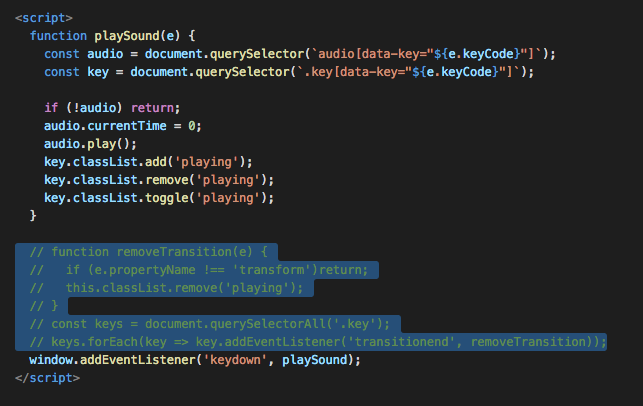 <script>
function playSound(e) {
const audio = document.querySelector(`audio[data-key="${e.keyCode}"]`);
const key = document.querySelector(`.key[data-key="${e.keyCode}"]`);
if (!audio) return;
audio.currentTime = 0;
audio.play();
key.classList.add('playing');
key.classList.remove('playing');
key.classList.toggle('playing');
}
// function removeTransition(e) {
//   if (e.propertyName !== 'transform')return;
//   this.classList.remove('playing');
// }
// const keys = document.querySelectorAll('.key');
// keys.forEach(key => key.addEventListener('transitionend', removeTransition));
window.addEventListener('keydown', playSound);
</script>